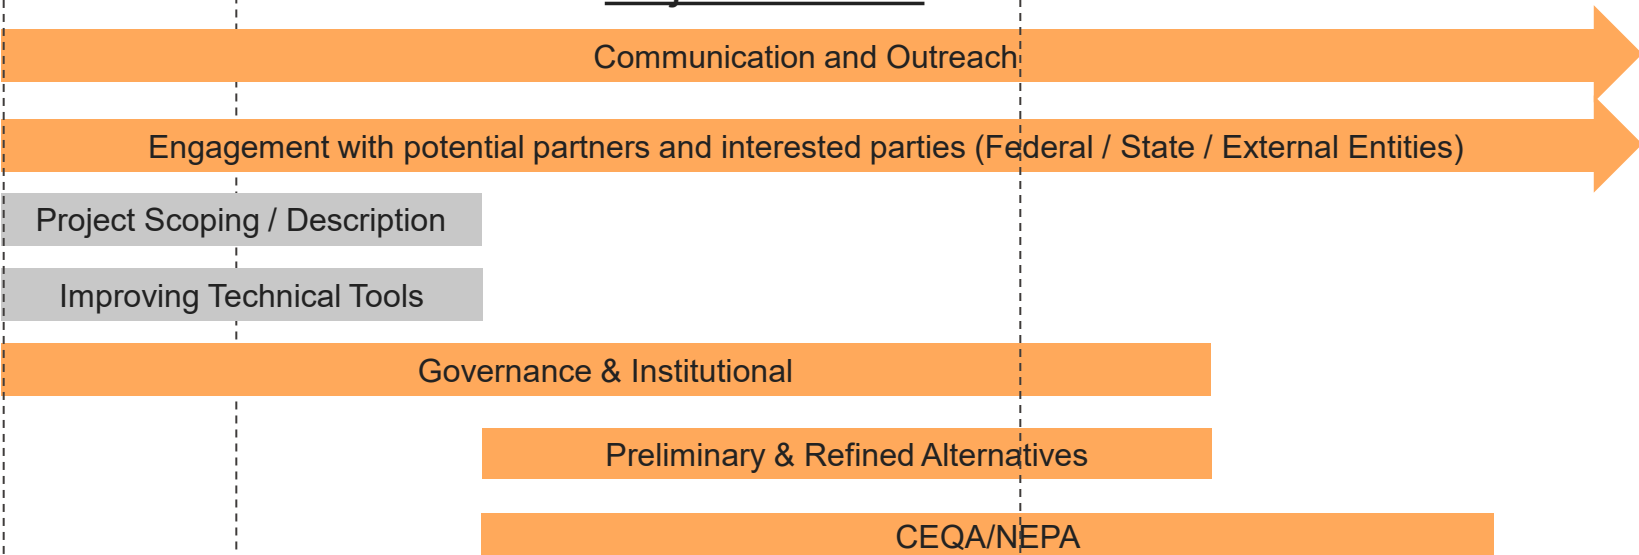 Communication and Outreach
Engagement with potential partners and interested parties (Federal / State / External Entities)
Project Scoping / Description
Improving Technical Tools
Governance & Institutional
Preliminary & Refined Alternatives
CEQA/NEPA